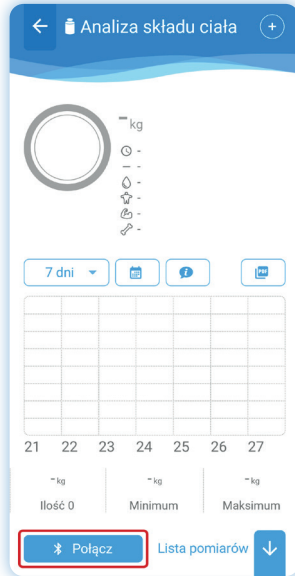 Analiza składu ciała
- kg
-
- -
-
-
-
-
7 dni
PDF
21 22 23 24 25 26 27
- kg - kg - kg
Ilość 0 Minimum Maksimum
Połącz Lista pomiarów